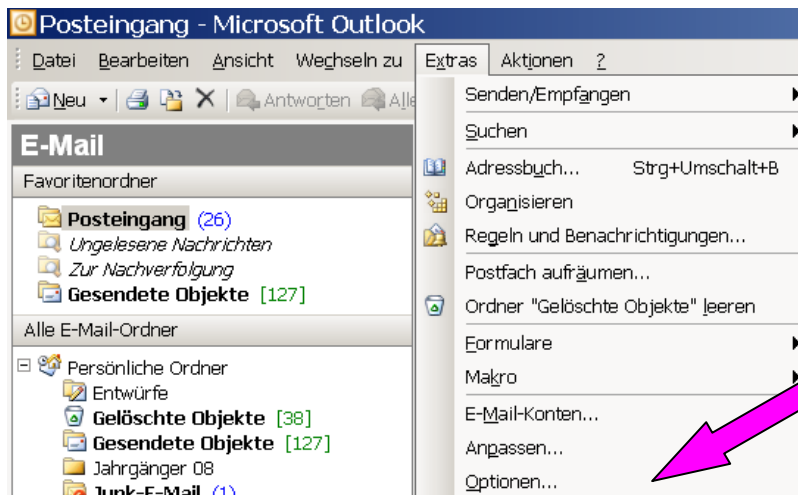 Posteingang - Microsoft Outlook
Datei Bearbeiten Ansicht Wechseln zu Extras Aktionen ?
Neu Antworten Alle
E-Mail
Favoritenordner
Posteingang (26)
Ungelesene Nachrichten
Zur Nachverfolgung
Gesendete Objekte [127]
Alle E-Mail-Ordner
Persönliche Ordner
Entwürfe
Gelöschte Objekte [38]
Gesendete Objekte [127]
Jahrgänger 08
Junk-E-Mail (1)
Senden/Empfangen
Suchen
Adressbuch... Strg+Umschalt+B
Organisieren
Regeln und Benachrichtigungen...
Postfach aufräumen...
Ordner "Gelöschte Objekte" leeren
Formulare
Makro
E-Mail-Konten...
Anpassen...
Optionen...